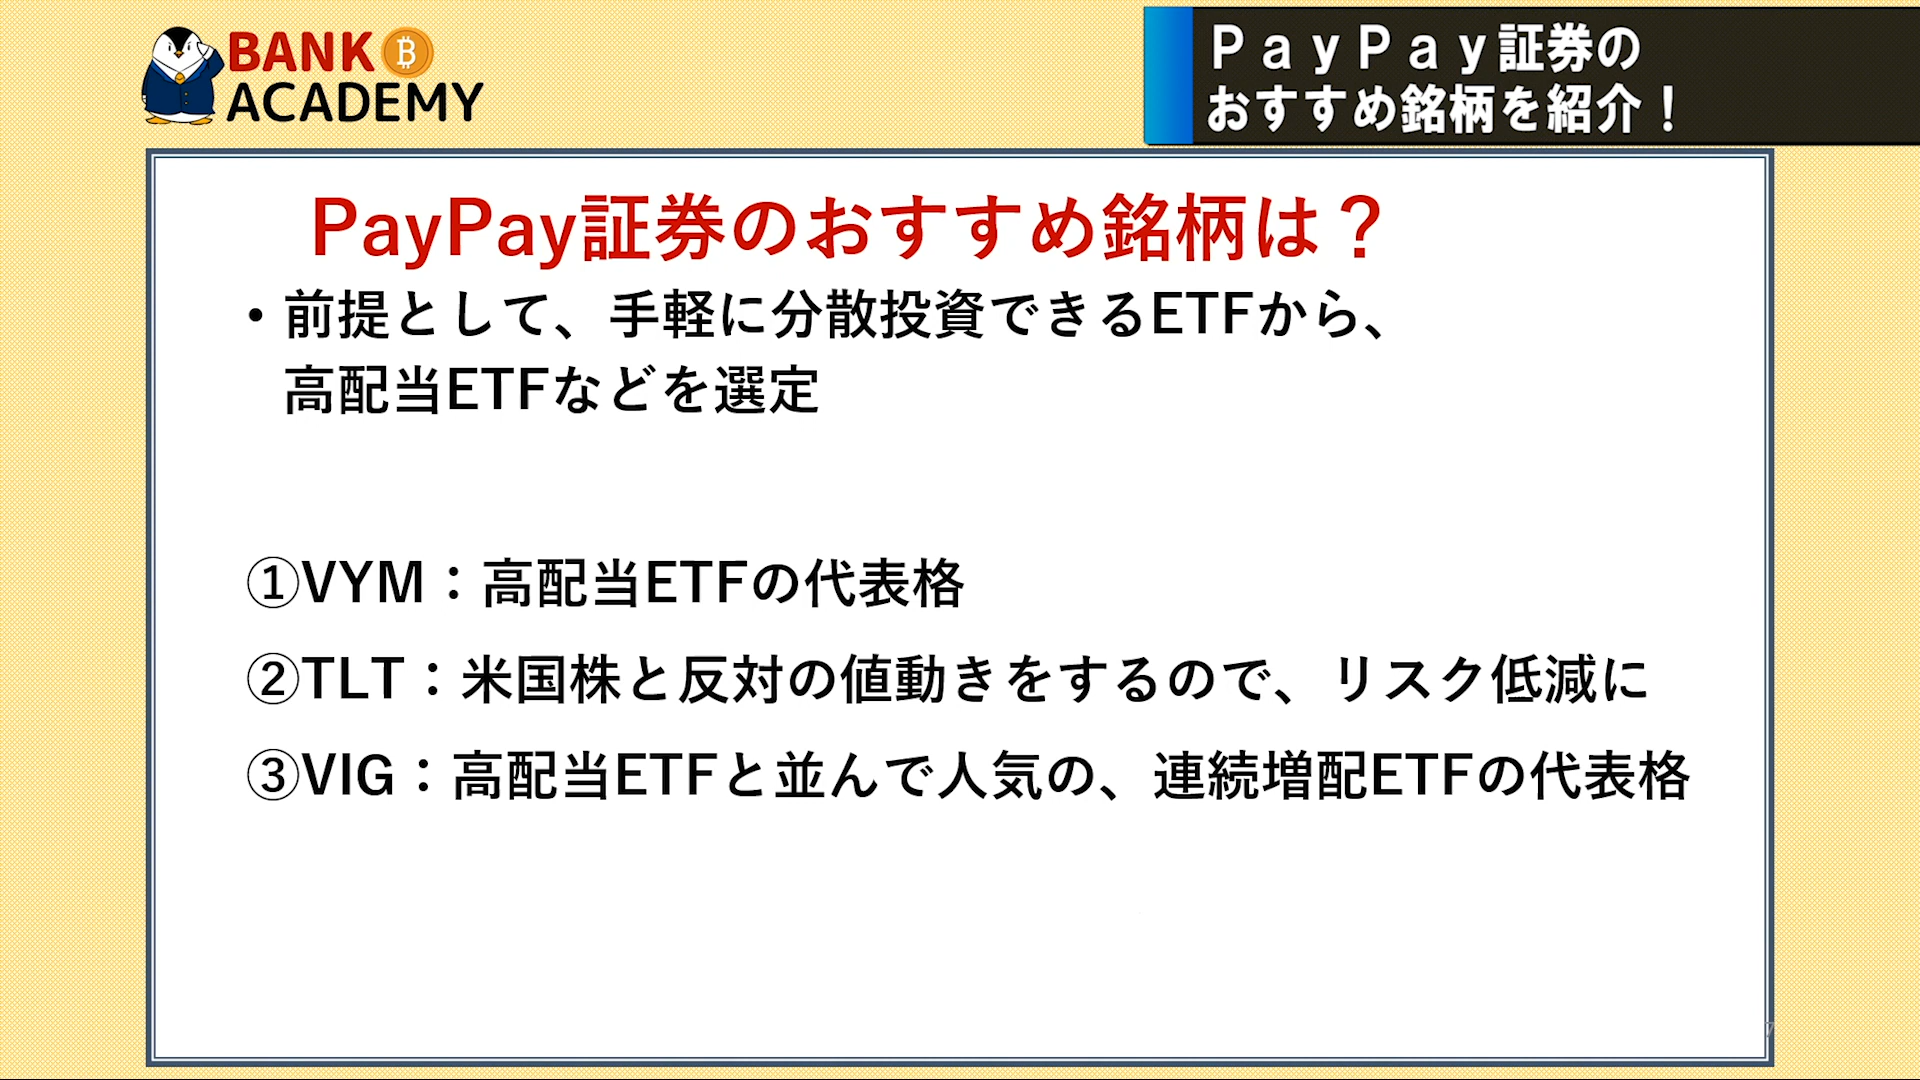 BANK
ACADEMY
PayPay証券の
おすすめ銘柄を紹介！
PayPay証券のおすすめ銘柄は？
・前提として、手軽に分散投資できるETFから、
高配当ETFなどを選定
①VYM：高配当ETFの代表格
②TLT：米国株と反対の値動きをするので、リスク低減に
③VIG：高配当ETFと並んで人気の、連続増配ETFの代表格
7